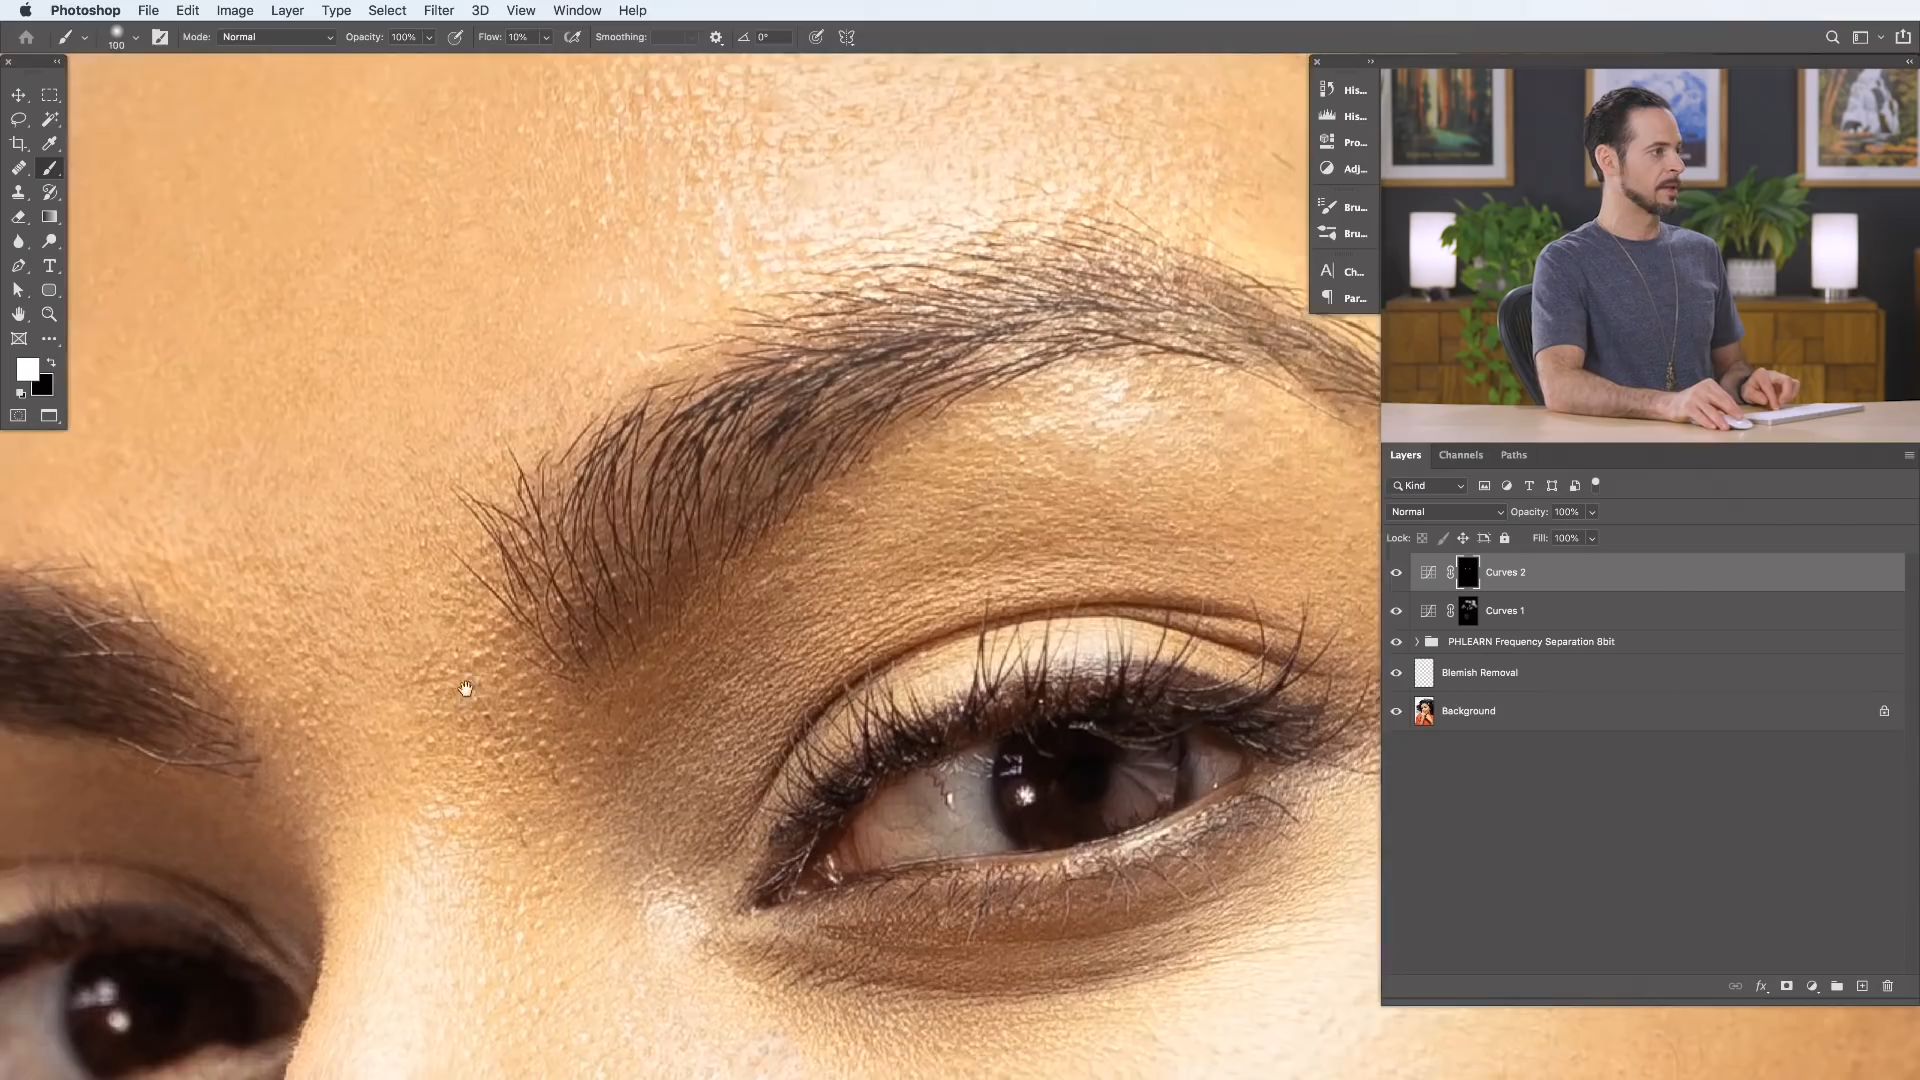 Photoshop File Edit Image Layer Type Select Filter 3D View Window Help
100 Mode: Normal Opacity: 100% Flow: 10% Smoothing: 0°
His...
His...
Pro...
Adj...
Bru...
Bru...
Ch...
Par...
Layers Channels Paths
Kind
Normal Opacity: 100%
Lock: Fill: 100%
Curves 2
Curves 1
PHLEARN Frequency Separation 8bit
Blemish Removal
Background
fx